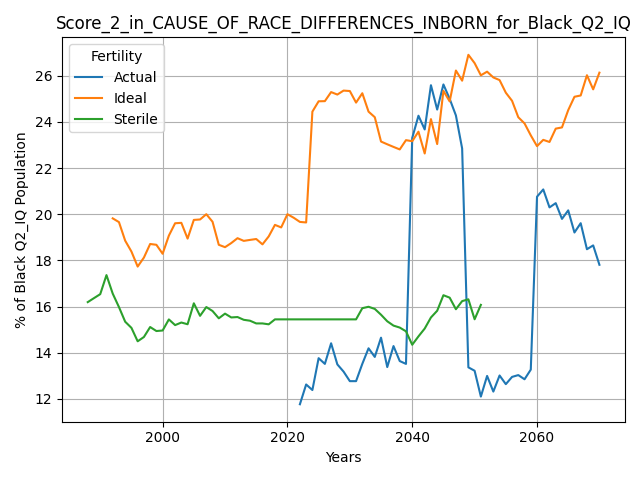 Score_2_in_CAUSE_OF_RACE_DIFFERENCES_INBORN_for_Black_Q2_IQ
Fertility
Actual
Ideal
Sterile
% of Black Q2_IQ Population
26
24
22
20
18
16
14
12
2000
2020
2040
2060
Years